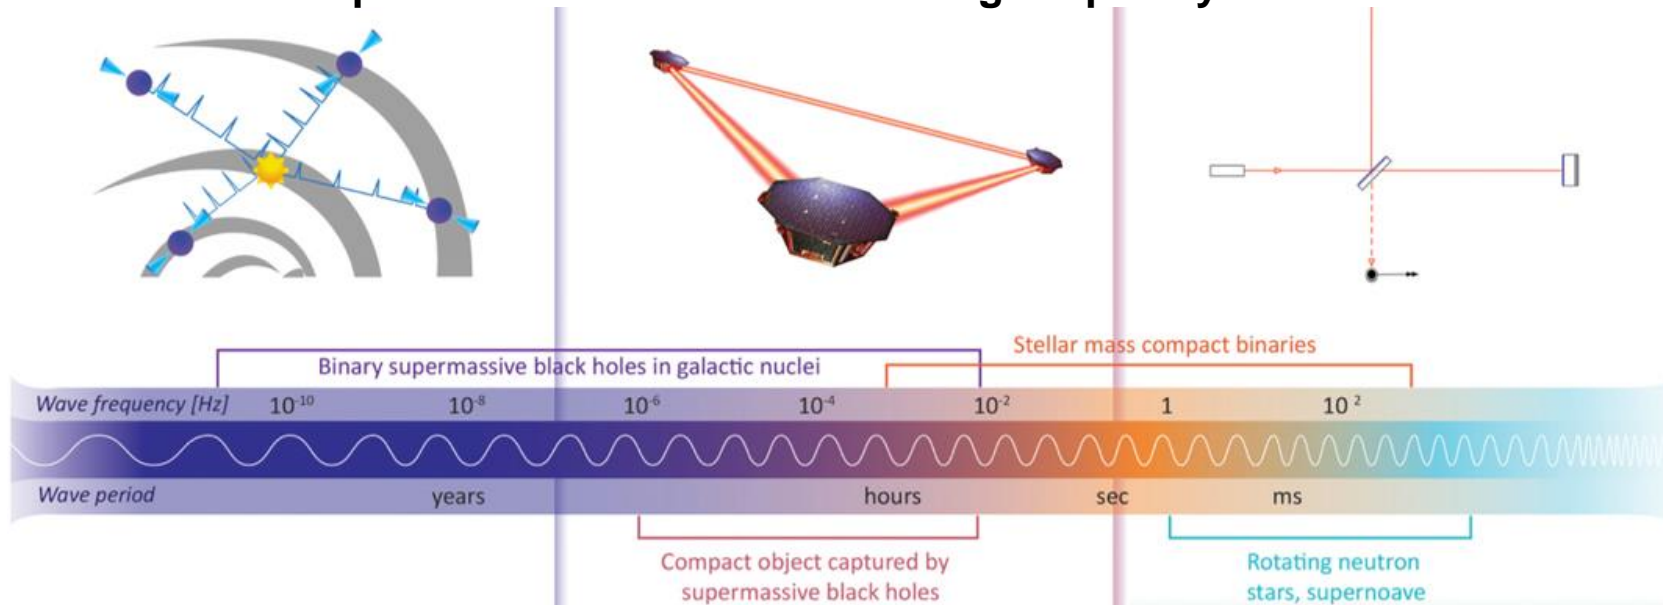 Binary supermassive black holes in galactic nuclei
Stellar mass compact binaries
Wave frequency [Hz] 10⁻¹⁰ 10⁻⁸ 10⁻⁶ 10⁻⁴ 10⁻² 1 10 ²
Wave period years hours sec ms
Compact object captured by
supermassive black holes
Rotating neutron
stars, supernoave